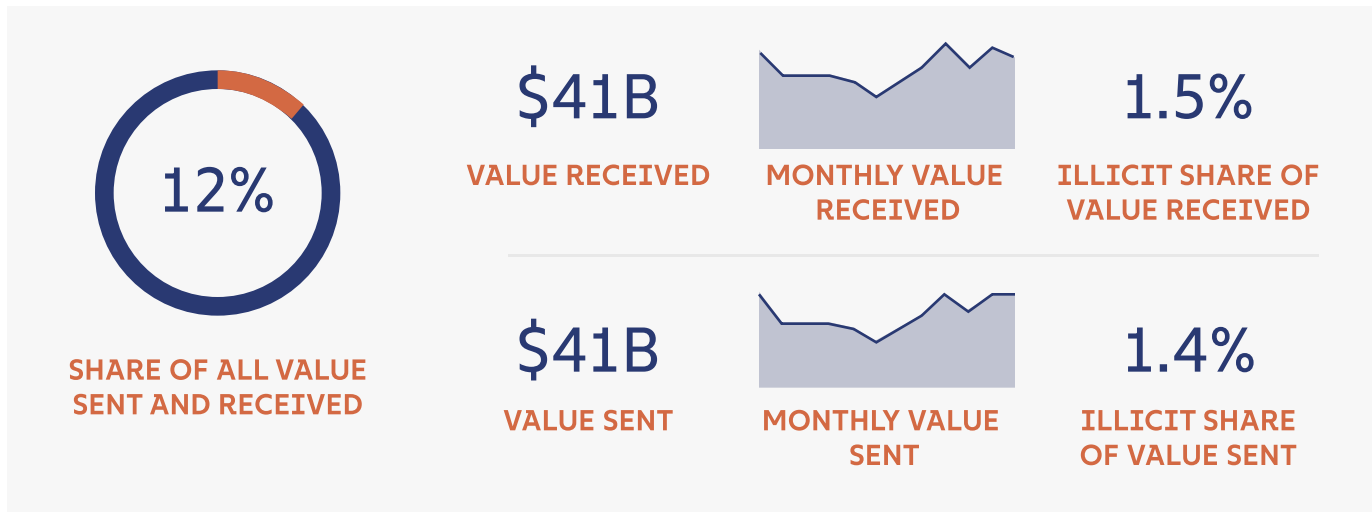 12%
SHARE OF ALL VALUE
SENT AND RECEIVED
$41B
VALUE RECEIVED
MONTHLY VALUE
RECEIVED
1.5%
ILLICIT SHARE OF
VALUE RECEIVED
$41B
VALUE SENT
MONTHLY VALUE
SENT
1.4%
ILLICIT SHARE
OF VALUE SENT